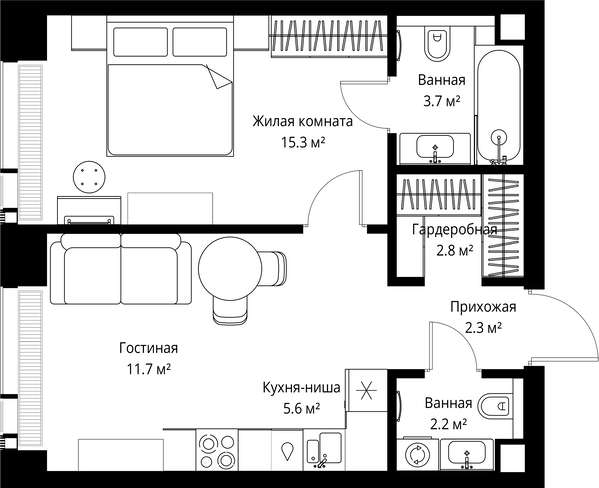 Ванная
3.7 м²
Жилая комната
15.3 м²
Гардеробная
2.8 м²
Прихожая
2.3 м²
Гостиная
11.7 м²
Кухня-ниша
5.6 м²
Ванная
2.2 м²